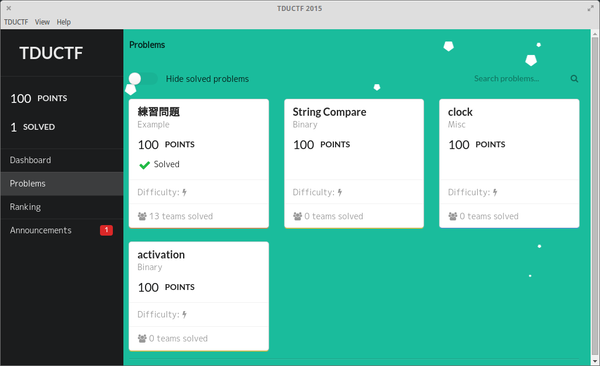 TDUCTF 2015
TDUCTF View Help
TDUCTF
100 POINTS
1 SOLVED
Dashboard
Problems
Ranking
Announcements 1
Problems
Hide solved problems
Search problems...
練習問題
Example
100 POINTS
Solved
Difficulty:
13 teams solved
String Compare
Binary
100 POINTS
Difficulty:
0 teams solved
clock
Misc
100 POINTS
Difficulty:
0 teams solved
activation
Binary
100 POINTS
Difficulty:
0 teams solved